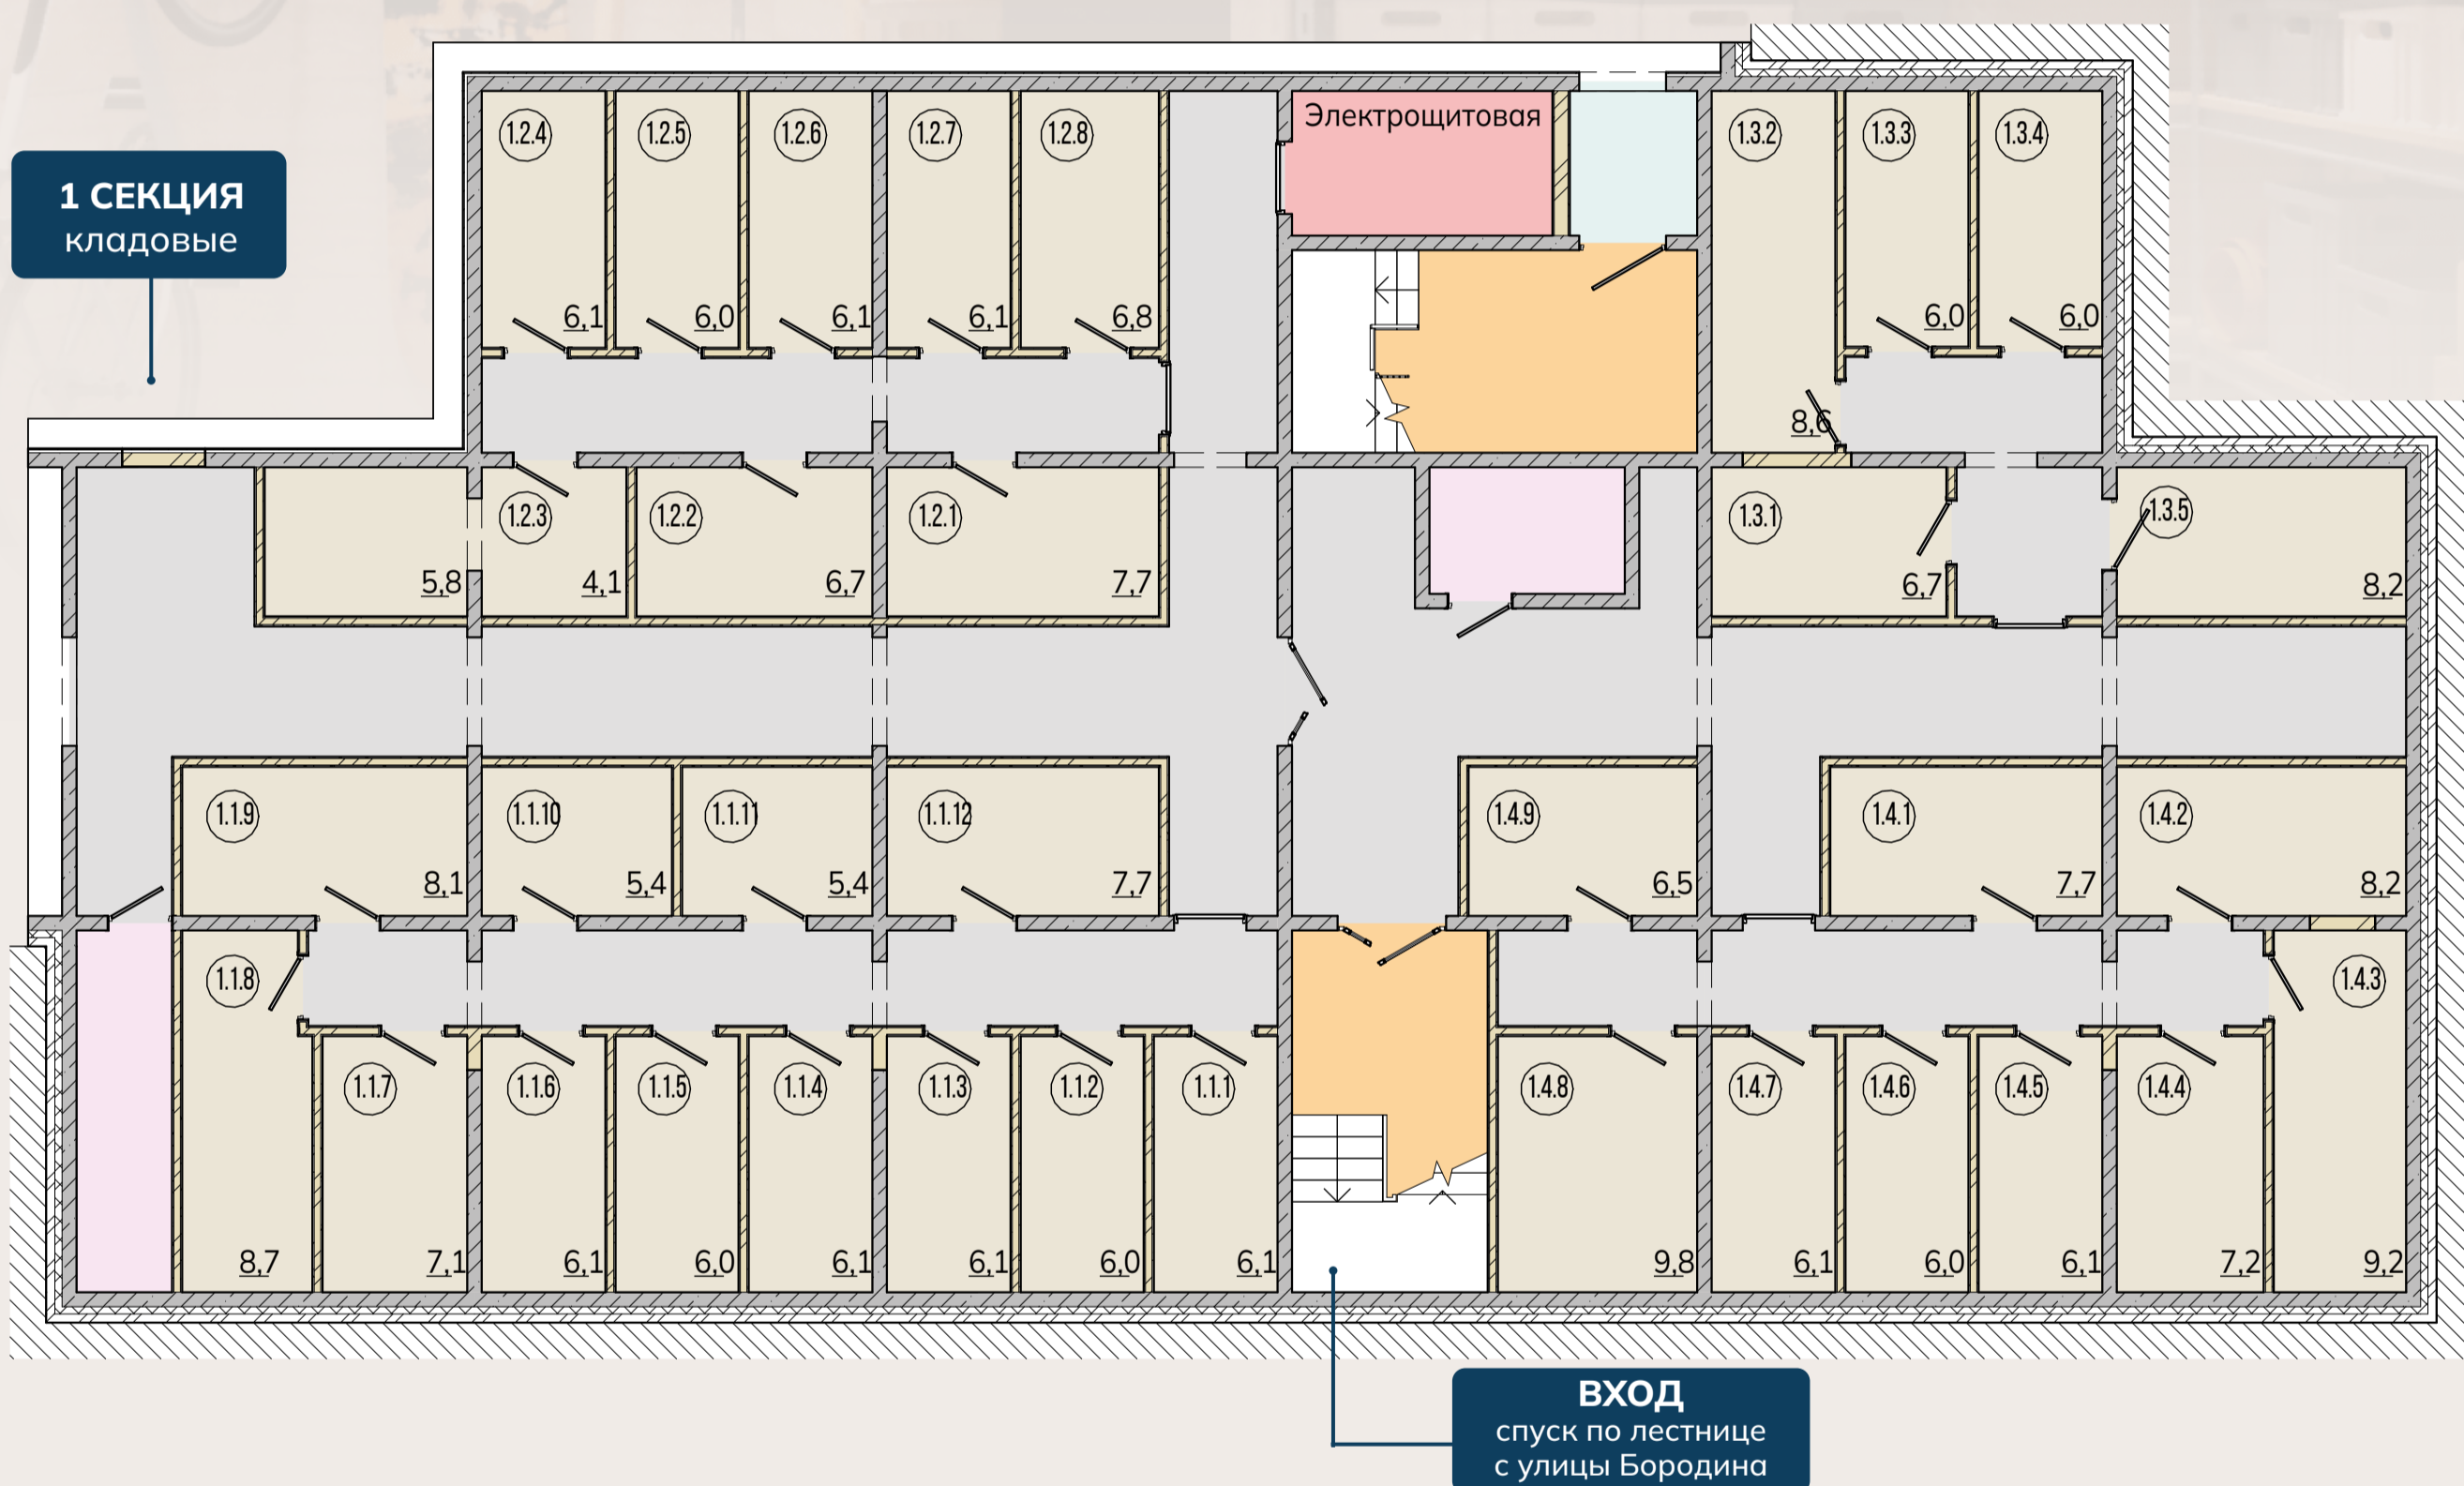 1 СЕКЦИЯ
кладовые
Электрощитовая
1.2.4 1.2.5 1.2.6 1.2.7 1.2.8 1.3.2 1.3.3 1.3.4
6,1 6,0 6,1 6,1 6,8 6,0 6,0
8,6
1.2.3 1.2.2 1.2.1 1.3.1 1.3.5
5,8 4,1 6,7 7,7 6,7 8,2
1.1.9 1.1.10 1.1.11 1.1.12 1.4.9 1.4.1 1.4.2
8,1 5,4 5,4 7,7 6,5 7,7 8,2
1.1.8 1.4.3
1.1.7 1.1.6 1.1.5 1.1.4 1.1.3 1.1.2 1.1.1 1.4.8 1.4.7 1.4.6 1.4.5 1.4.4
8,7 7,1 6,1 6,0 6,1 6,1 6,0 6,1 9,8 6,1 6,0 6,1 7,2 9,2
ВХОД
спуск по лестнице
с улицы Бородина